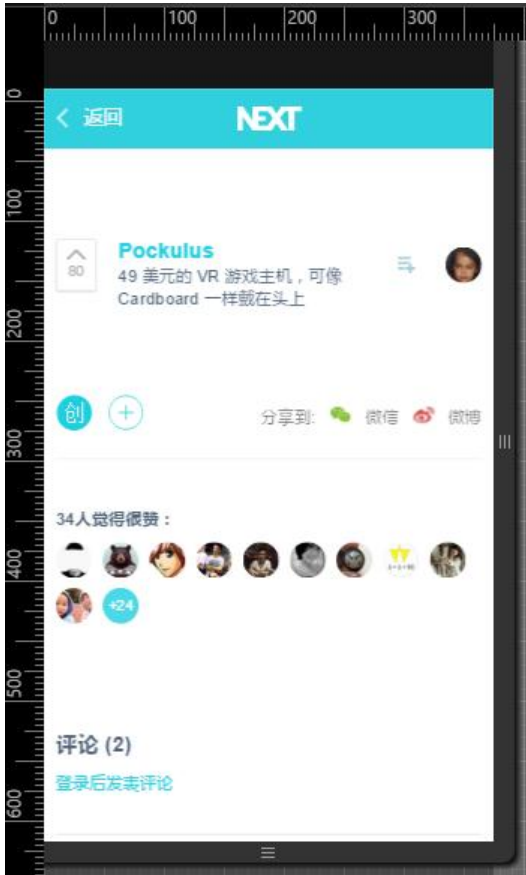 0 100 200 300
返回 NEXT
0
100
200
300
400
500
600
80
Pockulus
49 美元的 VR 游戏主机，可像
Cardboard 一样戴在头上
创 + 分享到: 微信 微博
34人觉得很赞：
+24
评论 (2)
登录后发表评论